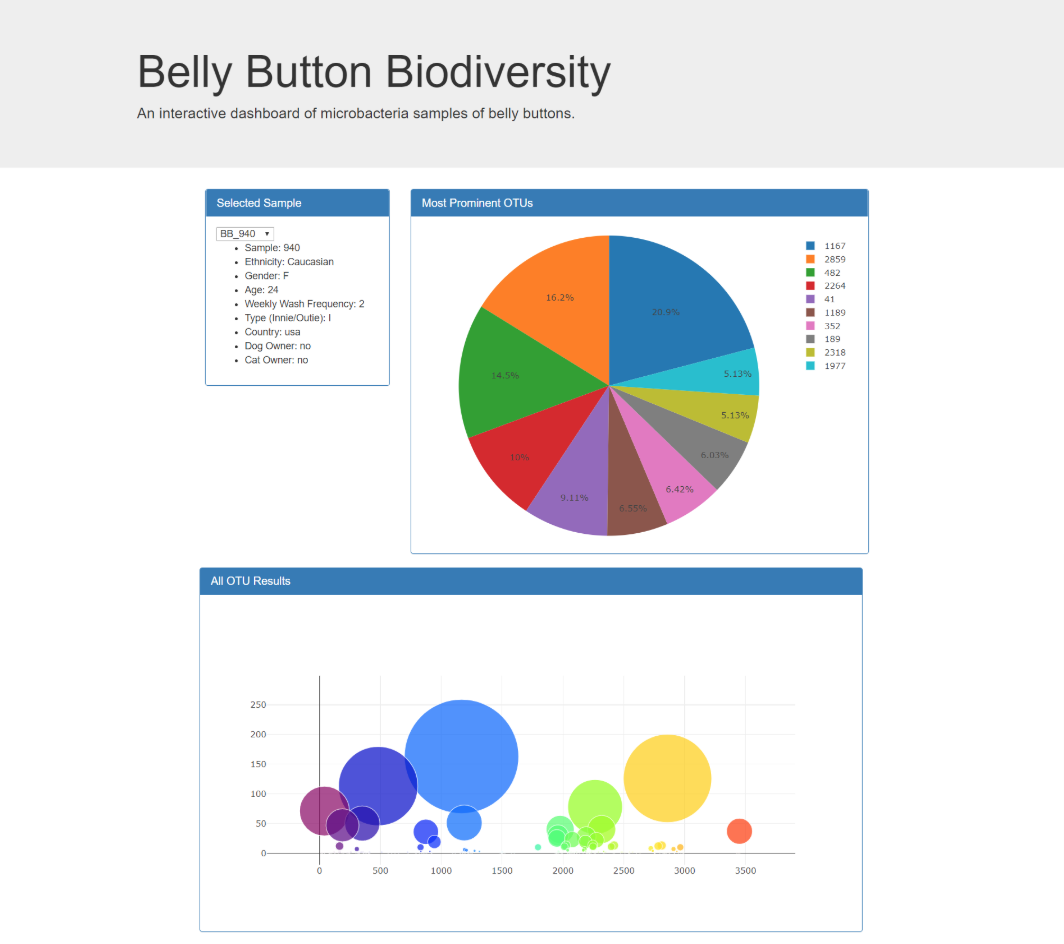 Belly Button Biodiversity
An interactive dashboard of microbacteria samples of belly buttons.
Selected Sample
BB_940
Sample: 940
Ethnicity: Caucasian
Gender: F
Age: 24
Weekly Wash Frequency: 2
Type (Innie/Outie): I
Country: usa
Dog Owner: no
Cat Owner: no
Most Prominent OTUs
20.9%
5.13%
5.13%
6.03%
6.42%
6.55%
9.11%
10%
14.5%
16.2%
1167
2859
482
2264
41
1189
352
189
2318
1977
All OTU Results
250
200
150
100
50
0
0 500 1000 1500 2000 2500 3000 3500